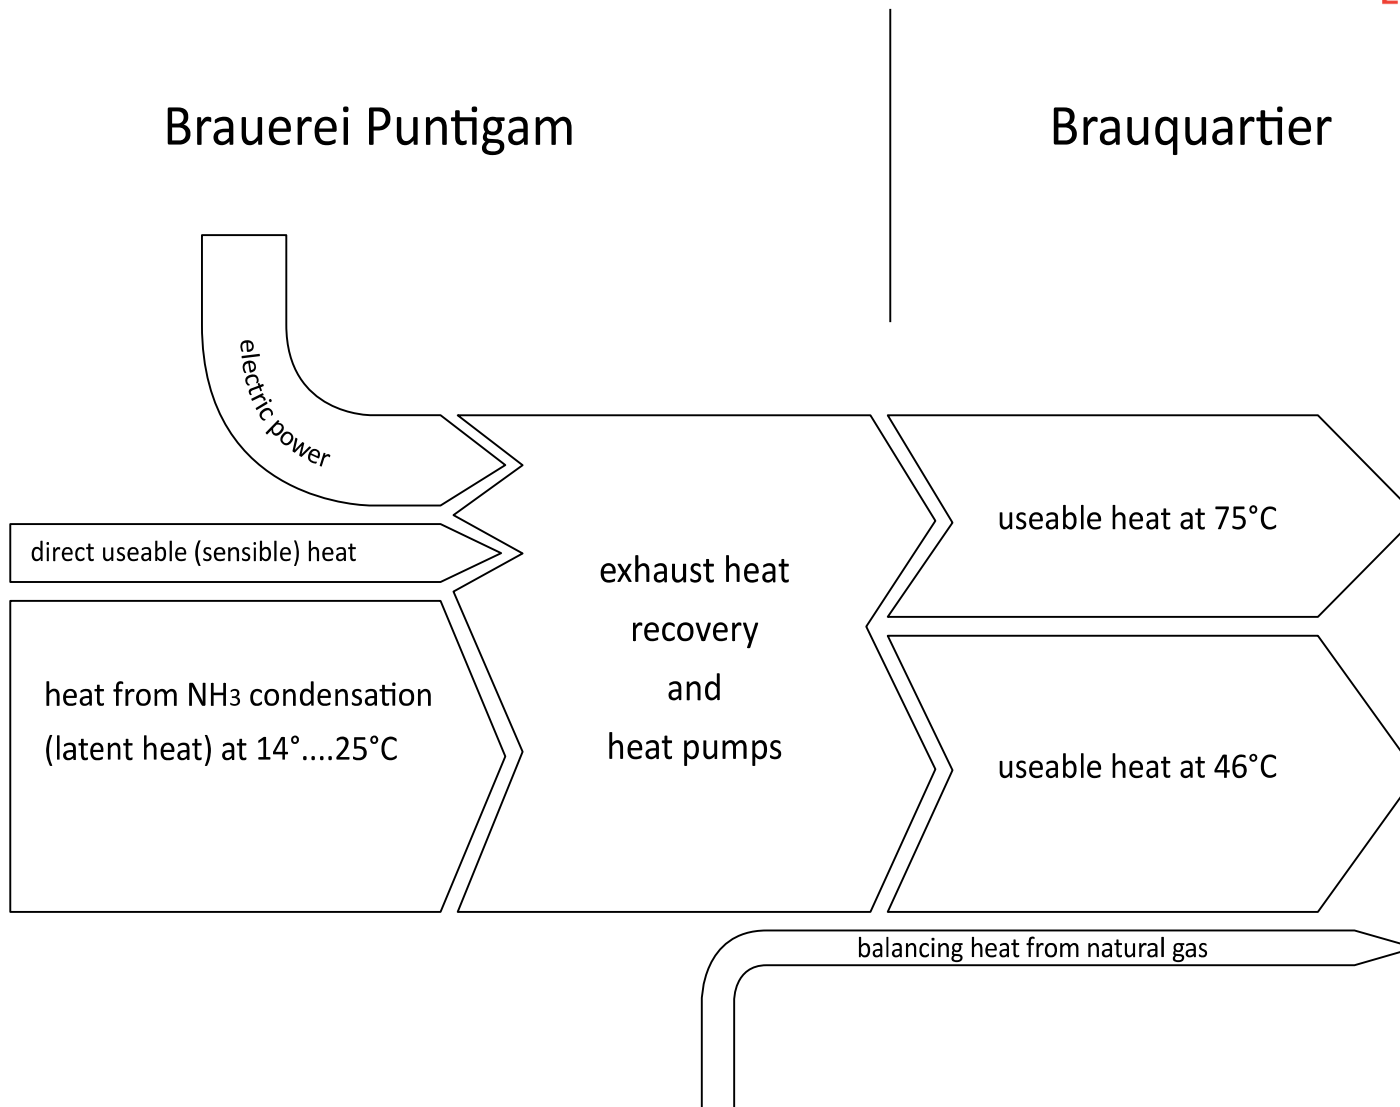 Brauerei Puntigam
Brauquartier
electric power
direct useable (sensible) heat
heat from NH3 condensation
(latent heat) at 14°....25°C
exhaust heat
recovery
and
heat pumps
useable heat at 75°C
useable heat at 46°C
balancing heat from natural gas